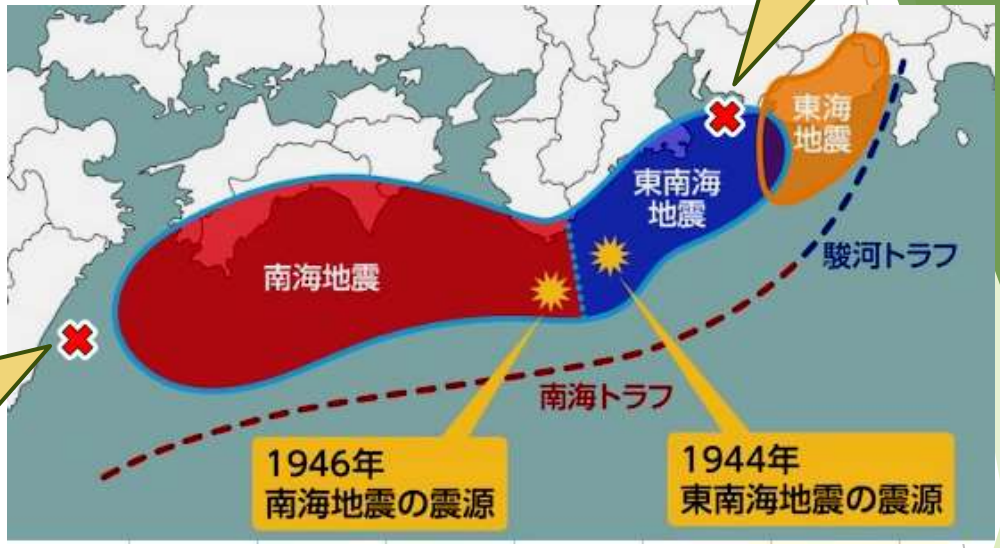 東海
地震
東南海
地震
南海地震
駿河トラフ
南海トラフ
1946年
南海地震の震源
1944年
東南海地震の震源